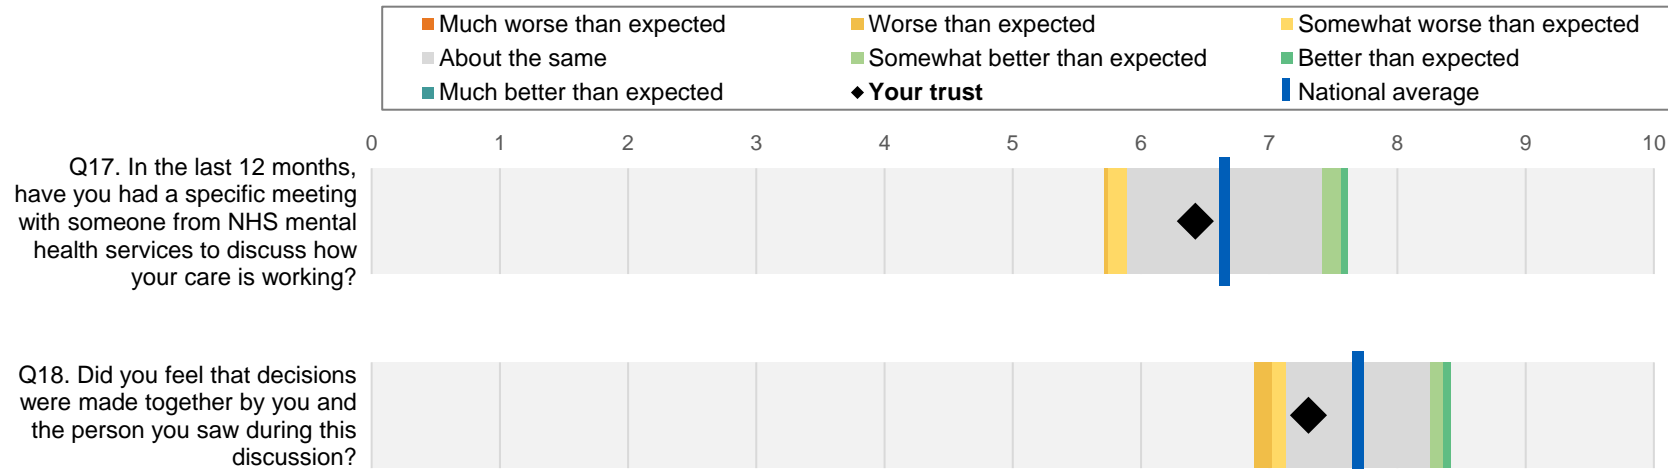 Much worse than expected
Worse than expected
Somewhat worse than expected
About the same
Somewhat better than expected
Better than expected
Much better than expected
Your trust
National average
0 1 2 3 4 5 6 7 8 9 10
Q17. In the last 12 months,
have you had a specific meeting
with someone from NHS mental
health services to discuss how
your care is working?
Q18. Did you feel that decisions
were made together by you and
the person you saw during this
discussion?